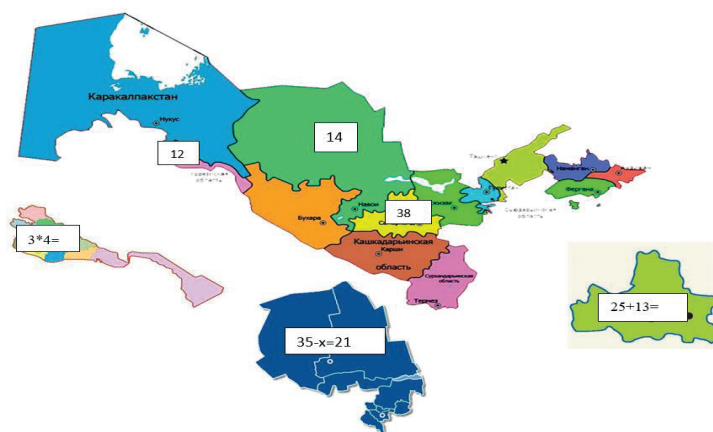 Каракалпакстан
Нукус
14
12
Навои
38
Бухара
Наманган
Фергана
3*4=
Кашкадарьинская
Карши
область
Сурхандарьинская
область
Термез
25+13=
35-x=21